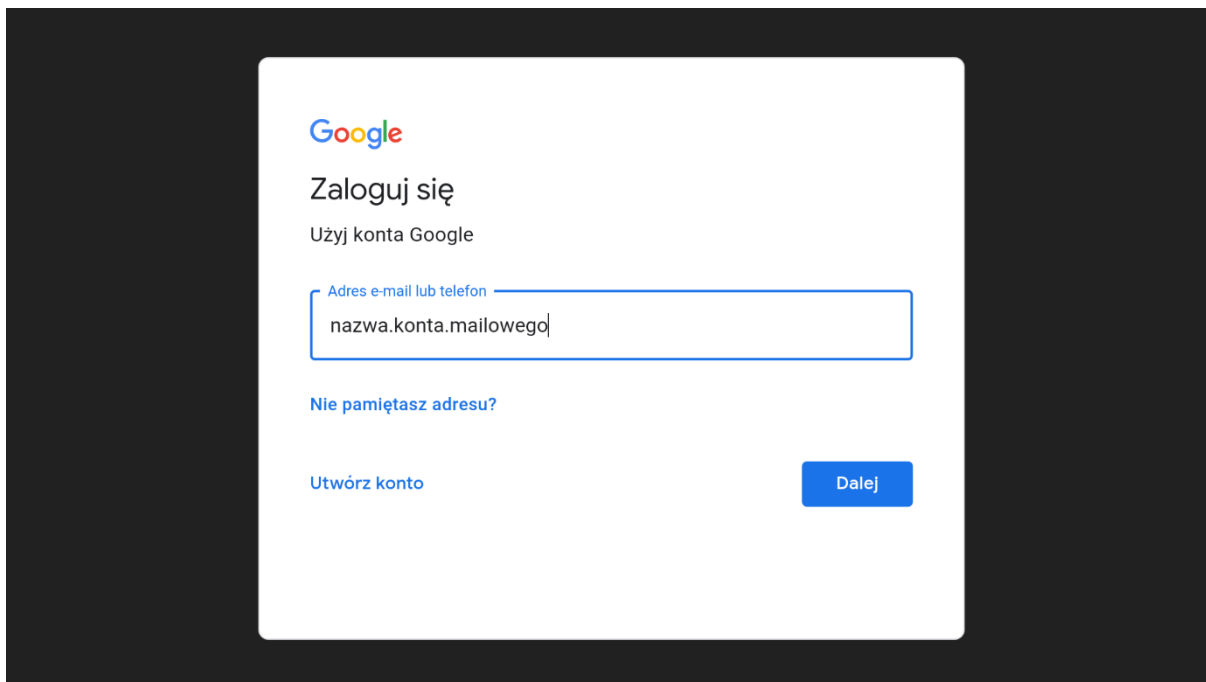 Google
Zaloguj się
Użyj konta Google
Adres e-mail lub telefon
nazwa.konta.mailowego
Nie pamiętasz adresu?
Utwórz konto
Dalej